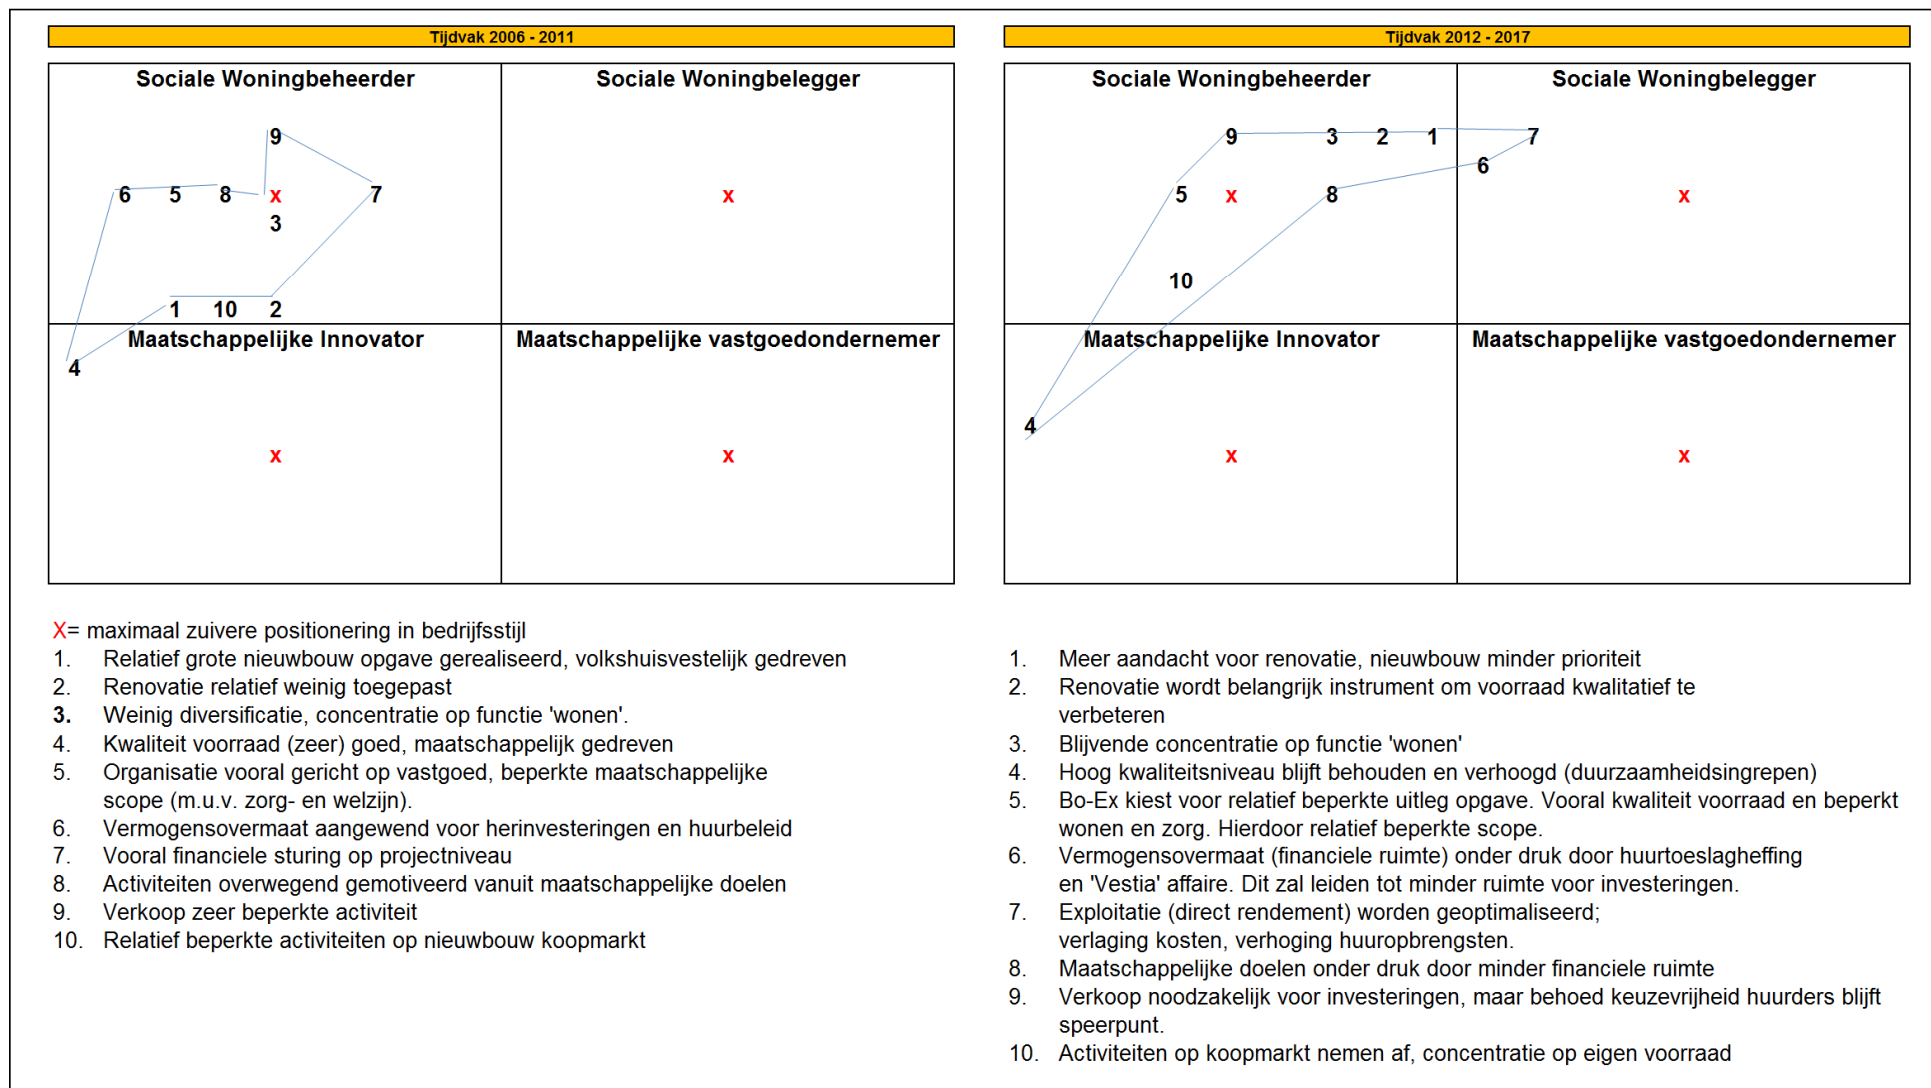 Tijdvak 2006 - 2011
Sociale Woningbeheerder
Sociale Woningbelegger
9
6 5 8 x 7
x
3
1 10 2
Maatschappelijke Innovator
Maatschappelijke vastgoedondernemer
4
x
x
X= maximaal zuivere positionering in bedrijfsstijl
1. Relatief grote nieuwbouw opgave gerealiseerd, volkshuisvestelijk gedreven
2. Renovatie relatief weinig toegepast
3. Weinig diversificatie, concentratie op functie 'wonen'.
4. Kwaliteit voorraad (zeer) goed, maatschappelijk gedreven
5. Organisatie vooral gericht op vastgoed, beperkte maatschappelijke
scope (m.u.v. zorg- en welzijn).
6. Vermogensovermaat aangewend voor herinvesteringen en huurbeleid
7. Vooral financiele sturing op projectniveau
8. Activiteiten overwegend gemotiveerd vanuit maatschappelijke doelen
9. Verkoop zeer beperkte activiteit
10. Relatief beperkte activiteiten op nieuwbouw koopmarkt
Tijdvak 2012 - 2017
Sociale Woningbeheerder
Sociale Woningbelegger
9 3 2 1 7
6
5 x 8
x
10
Maatschappelijke Innovator
Maatschappelijke vastgoedondernemer
4
x
x
1. Meer aandacht voor renovatie, nieuwbouw minder prioriteit
2. Renovatie wordt belangrijk instrument om voorraad kwalitatief te
verbeteren
3. Blijvende concentratie op functie 'wonen'
4. Hoog kwaliteitsniveau blijft behouden en verhoogd (duurzaamheidsingrepen)
5. Bo-Ex kiest voor relatief beperkte uitleg opgave. Vooral kwaliteit voorraad en beperkt
wonen en zorg. Hierdoor relatief beperkte scope.
6. Vermogensovermaat (financiele ruimte) onder druk door huurtoeslagheffing
en 'Vestia' affaire. Dit zal leiden tot minder ruimte voor investeringen.
7. Exploitatie (direct rendement) worden geoptimaliseerd;
verlaging kosten, verhoging huuropbrengsten.
8. Maatschappelijke doelen onder druk door minder financiele ruimte
9. Verkoop noodzakelijk voor investeringen, maar behoed keuzevrijheid huurders blijft
speerpunt.
10. Activiteiten op koopmarkt nemen af, concentratie op eigen voorraad